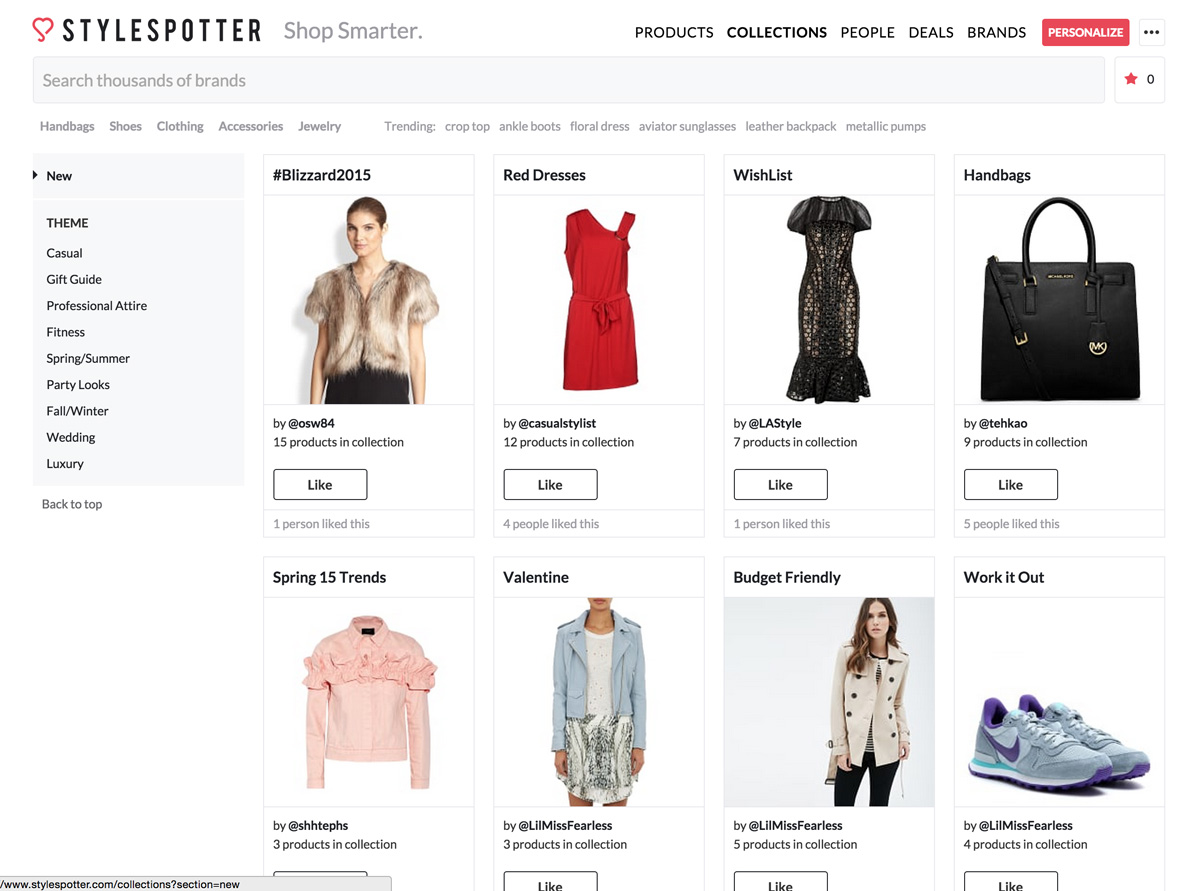 STYLESPOTTER Shop Smarter.
PRODUCTS COLLECTIONS PEOPLE DEALS BRANDS PERSONALIZE •••
Search thousands of brands
0
Handbags Shoes Clothing Accessories Jewelry Trending: crop top ankle boots floral dress aviator sunglasses leather backpack metallic pumps
New
THEME
Casual
Gift Guide
Professional Attire
Fitness
Spring/Summer
Party Looks
Fall/Winter
Wedding
Luxury
Back to top
#Blizzard2015
by @osw84
15 products in collection
Like
1 person liked this
Red Dresses
by @casualstylist
12 products in collection
Like
4 people liked this
WishList
by @LAStyle
7 products in collection
Like
1 person liked this
Handbags
MICHAEL KORS
MK
by @tehkao
9 products in collection
Like
5 people liked this
Spring 15 Trends
by @shhtephs
3 products in collection
Valentine
by @LilMissFearless
3 products in collection
Like
Budget Friendly
by @LilMissFearless
5 products in collection
Like
Work it Out
by @LilMissFearless
4 products in collection
Like
/www.stylespotter.com/collections?section=new